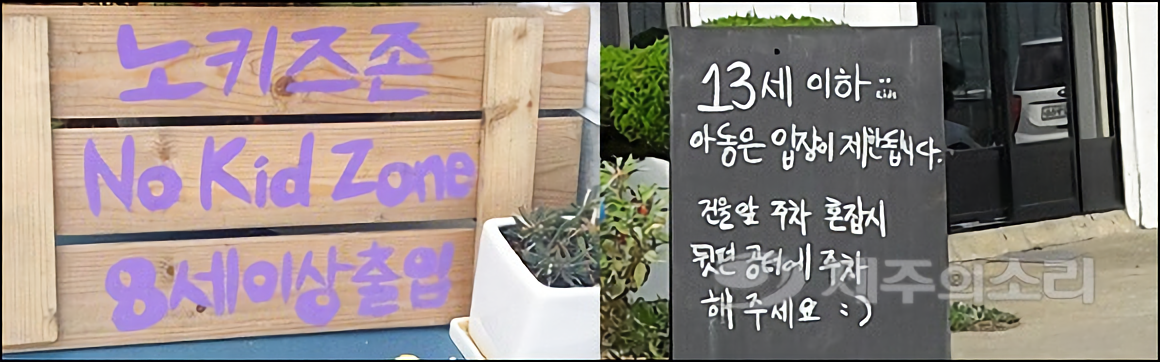 노키즈존
No Kid Zone
8세이상출입
13세 이하
아동은 입장이 제한됩니다.
건물앞 주차 혼잡시
뒷편 공터에 주차
해 주세요 :)
제주의소리